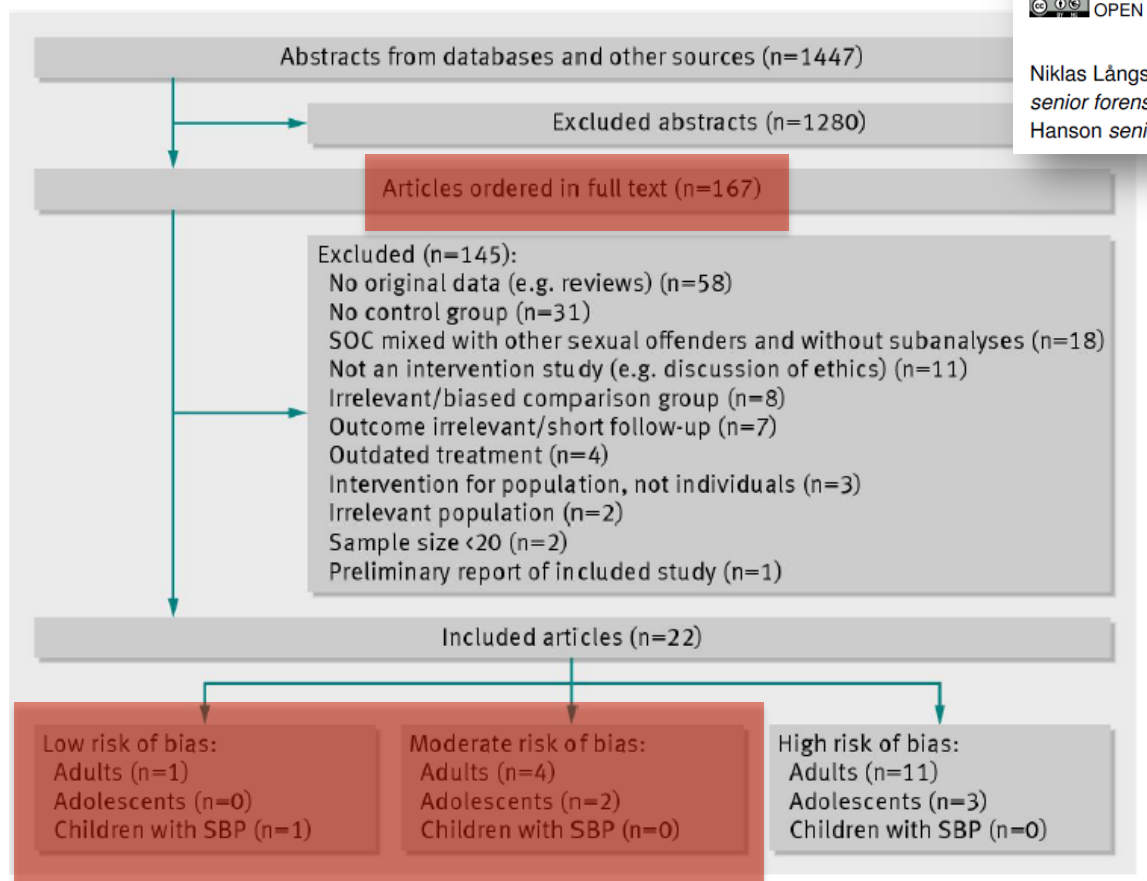 OPEN
Niklas Långs
senior forens
Hanson seni
Abstracts from databases and other sources (n=1447)
Excluded abstracts (n=1280)
Articles ordered in full text (n=167)
Excluded (n=145):
No original data (e.g. reviews) (n=58)
No control group (n=31)
SOC mixed with other sexual offenders and without subanalyses (n=18)
Not an intervention study (e.g. discussion of ethics) (n=11)
Irrelevant/biased comparison group (n=8)
Outcome irrelevant/short follow-up (n=7)
Outdated treatment (n=4)
Intervention for population, not individuals (n=3)
Irrelevant population (n=2)
Sample size <20 (n=2)
Preliminary report of included study (n=1)
Included articles (n=22)
Low risk of bias:
Adults (n=1)
Adolescents (n=0)
Children with SBP (n=1)
Moderate risk of bias:
Adults (n=4)
Adolescents (n=2)
Children with SBP (n=0)
High risk of bias:
Adults (n=11)
Adolescents (n=3)
Children with SBP (n=0)